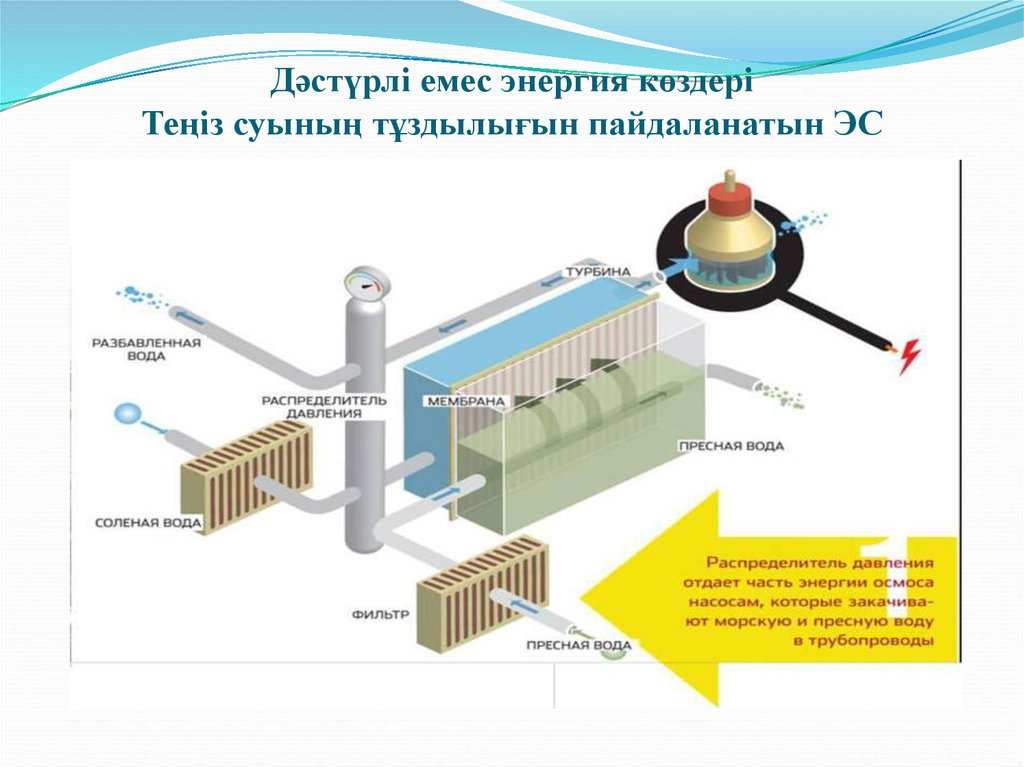 Дәстүрлі емес энергия көздері
Теңіз суының тұздылығын пайдаланатын ЭС
ТУРБИНА
РАЗБАВЛЕННАЯ
ВОДА
РАСПРЕДЕЛИТЕЛЬ
ДАВЛЕНИЯ
МЕМБРАНА
ПРЕСНАЯ ВОДА
СОЛЕНАЯ ВОДА
ФИЛЬТР
ПРЕСНАЯ ВОДА
1
Распределитель давления
отдает часть энергии осмоса
насосам, которые закачива-
ют морскую и пресную воду
в трубопроводы